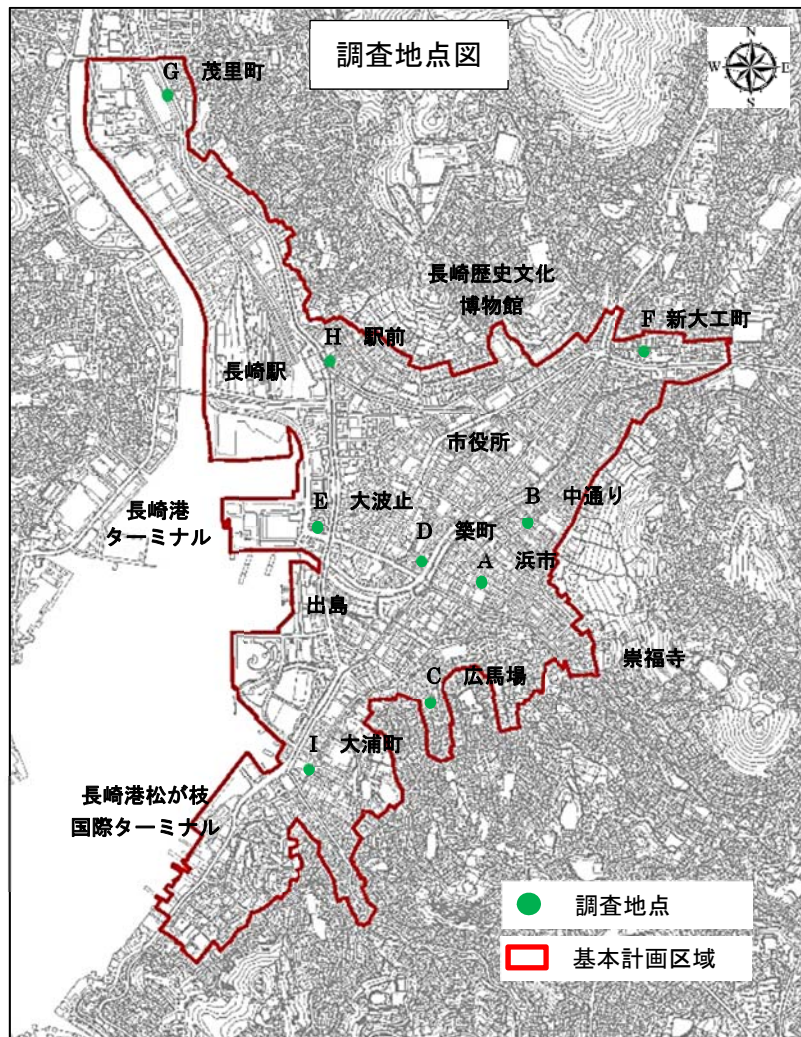 調査地点図
N
W E
S
G 茂里町
長崎歴史文化
博物館
F 新大工町
H 駅前
長崎駅
市役所
B 中通り
E 大波止
長崎港
ターミナル
D 築町
A 浜市
出島
崇福寺
C 広馬場
I 大浦町
長崎港松が枝
国際ターミナル
調査地点
基本計画区域